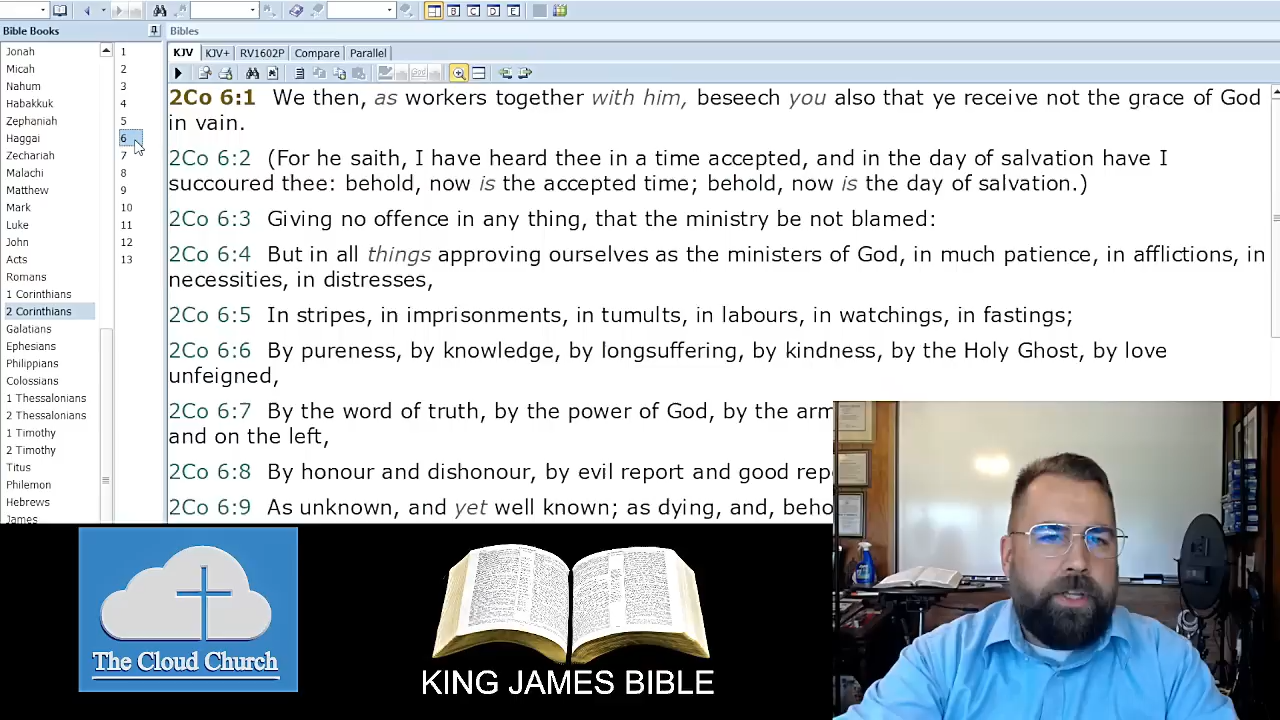 Bible Books
Bibles
B C D E
KJV KJV+ RV1602P Compare Parallel
Jonah
Micah
Nahum
Habakkuk
Zephaniah
Haggai
Zechariah
Malachi
Matthew
Mark
Luke
John
Acts
Romans
1 Corinthians
2 Corinthians
Galatians
Ephesians
Philippians
Colossians
1 Thessalonians
2 Thessalonians
1 Timothy
2 Timothy
Titus
Philemon
Hebrews
James
1
2
3
4
5
6
7
8
9
10
11
12
13
2Co 6:1 We then, as workers together with him, beseech you also that ye receive not the grace of God
in vain.
2Co 6:2 (For he saith, I have heard thee in a time accepted, and in the day of salvation have I
succoured thee: behold, now is the accepted time; behold, now is the day of salvation.)
2Co 6:3 Giving no offence in any thing, that the ministry be not blamed:
2Co 6:4 But in all things approving ourselves as the ministers of God, in much patience, in afflictions, in
necessities, in distresses,
2Co 6:5 In stripes, in imprisonments, in tumults, in labours, in watchings, in fastings;
2Co 6:6 By pureness, by knowledge, by longsuffering, by kindness, by the Holy Ghost, by love
unfeigned,
2Co 6:7 By the word of truth, by the power of God, by the arm
and on the left,
2Co 6:8 By honour and dishonour, by evil report and good repo
2Co 6:9 As unknown, and yet well known; as dying, and, beho
The Cloud Church
KING JAMES BIBLE